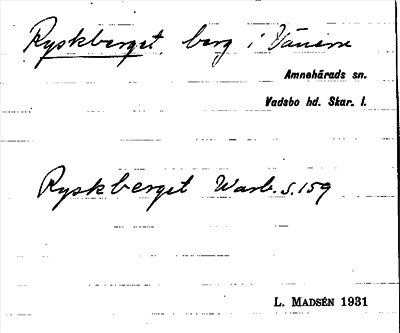 Ryskberget, berg i Vänern
Amnehärads sn.
Vadsbo hd. Skar. l.
Ryskberget Warb. s. 159
L. MADSÉN 1931